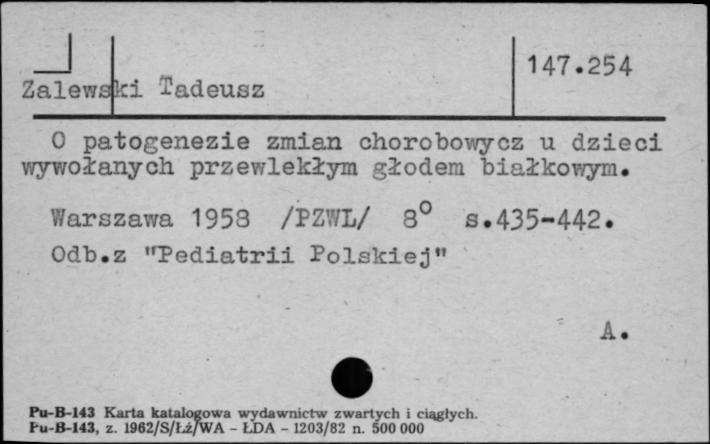 147.254
Zalewski Tadeusz
O patogenezie zmian chorobowycz u dzieci
wywołanych przewlekłym głodem białkowym.
Warszawa 1958 /PZWL/ 8° s.435-442.
Odb.z "Pediatrii Polskiej"
A.
Pu-B-143 Karta katalogowa wydawnictw zwartych i ciągłych.
Pu-B-143, z. 1962/S/Łż/WA - ŁDA - 1203/82 n. 500 000